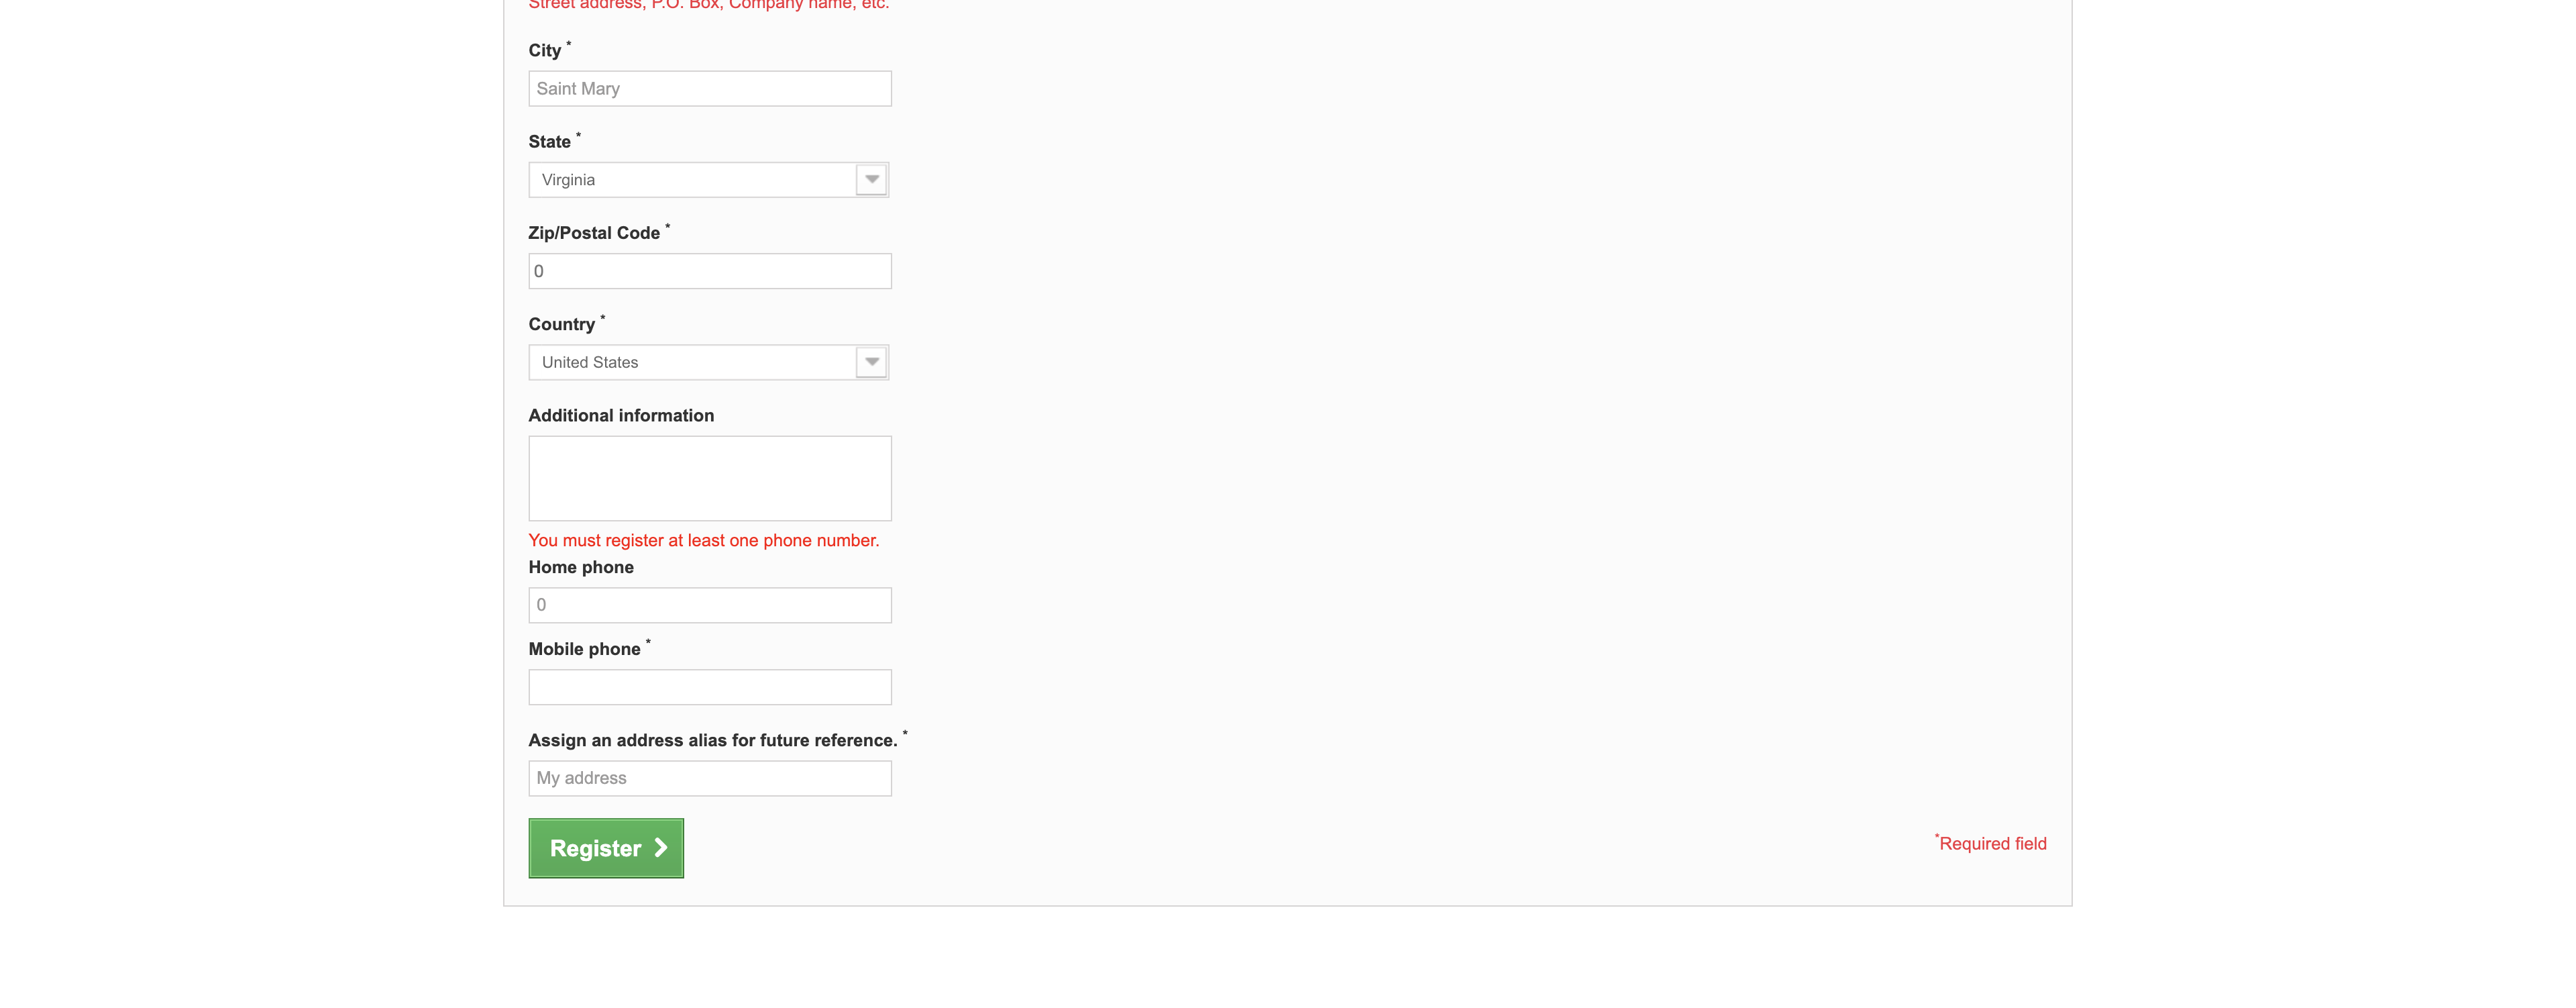 Street address, P.O. Box, Company name, etc.
City *
Saint Mary
State *
Virginia
Zip/Postal Code *
0
Country *
United States
Additional information
You must register at least one phone number.
Home phone
0
Mobile phone *
Assign an address alias for future reference. *
My address
Register
*Required field